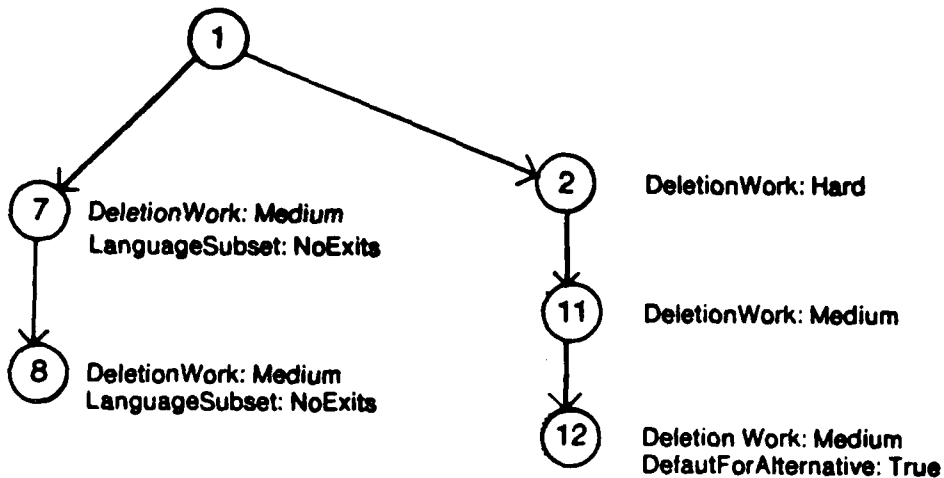 1
7
DeletionWork: Medium
LanguageSubset: NoExits
8
DeletionWork: Medium
LanguageSubset: NoExits
2
DeletionWork: Hard
11
DeletionWork: Medium
12
Deletion Work: Medium
DefautForAlternative: True